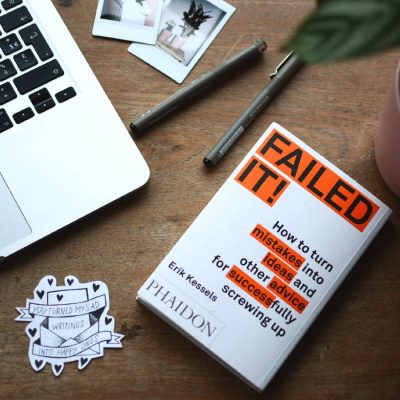 FAILED
IT!
How to turn
mistakes into
ideas and
other advice
for successfully
screwing up
Erik Kessels
PHAIDON
YOU TURNED MY SAD
WRITINGS
INTO HAPPY ONES